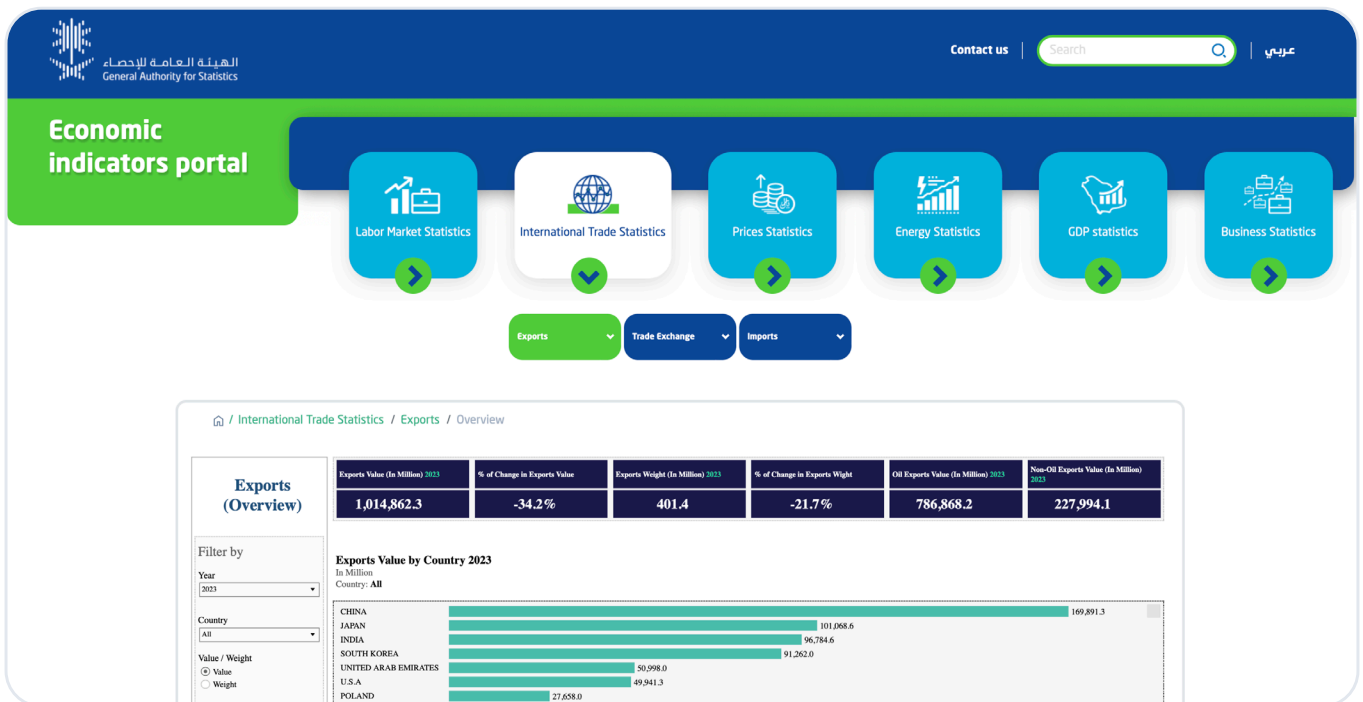 الهيئة العامة للإحصاء
General Authority for Statistics
Contact us
Search
عربي
Economic
indicators portal
Labor Market Statistics
International Trade Statistics
Prices Statistics
Energy Statistics
GDP statistics
Business Statistics
Exports
Trade Exchange
Imports
/ International Trade Statistics / Exports / Overview
Exports
(Overview)
Exports Value (In Million) 2023
1,014,862.3
% of Change in Exports Value
-34.2%
Exports Weight (In Million) 2023
401.4
% of Change in Exports Wight
-21.7%
Oil Exports Value (In Million) 2023
786,868.2
Non-Oil Exports Value (In Million)
2023
227,994.1
Filter by
Year
2023
Country
All
Value / Weight
Value
Weight
Exports Value by Country 2023
In Million
Country: All
CHINA 169,891.3
JAPAN 101,068.6
INDIA 96,784.6
SOUTH KOREA 91,262.0
UNITED ARAB EMIRATES 50,998.0
U.S.A 49,941.3
POLAND 27,658.0